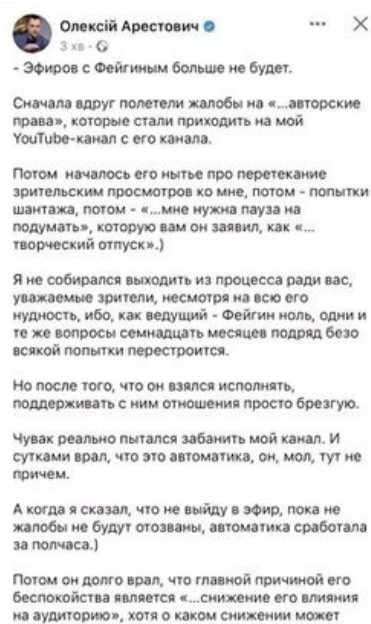 Олексій Арестович
3 хв ·
- Эфиров с Фейгиным больше не будет.
Сначала вдруг полетели жалобы на «...авторские
права», которые стали приходить на мой
YouTube-канал с его канала.
Потом началось его нытье про перетекание
зрительским просмотров ко мне, потом - попытки
шантажа, потом - «...мне нужна пауза на
подумать», которую вам он заявил, как «...
творческий отпуск».)
Я не собирался выходить из процесса ради вас,
уважаемые зрители, несмотря на всю его
нудность, ибо, как ведущий - Фейгин ноль, одни и
те же вопросы семнадцать месяцев подряд безо
всякой попытки перестроится.
Но после того, что он взялся исполнять,
поддерживать с ним отношения просто брезгую.
Чувак реально пытался забанить мой канал. И
сутками врал, что это автоматика, он, мол, тут не
причем.
А когда я сказал, что не выйду в эфир, пока не
жалобы не будут отозваны, автоматика сработала
за полчаса.)
Потом он долго врал, что главной причиной его
беспокойства является «...снижение его влияния
на аудиторию», хотя о каком снижении может